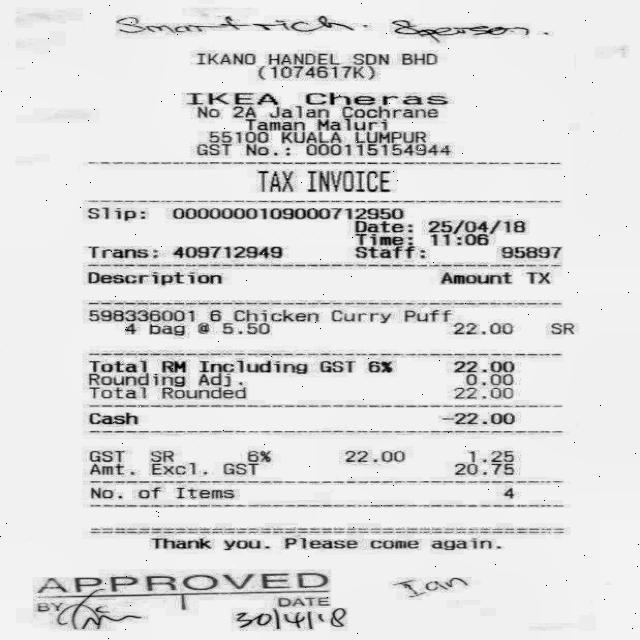 Smart rich. 8person.
IKANO HANDEL SDN BHD
(1074617K)
IKEA Cheras
No 2A Jalan Cochrane
Taman Maluri
55100 KUALA LUMPUR
GST No.: 000115154944
TAX INVOICE
Slip: 0000000109000712950
Date: 25/04/18
Time: 11:06
Trans: 409712949 Staff: 95897
Description Amount TX
598336001 6 Chicken Curry Puff
4 bag @ 5.50 22.00 SR
Total RM Including GST 6% 22.00
Rounding Adj. 0.00
Total Rounded 22.00
Cash -22.00
GST SR 6% 22.00 1.25
Amt. Excl. GST 20.75
No. of Items 4
Thank you. Please come again.
APPROVED
BY DATE
30/4/18
Ian